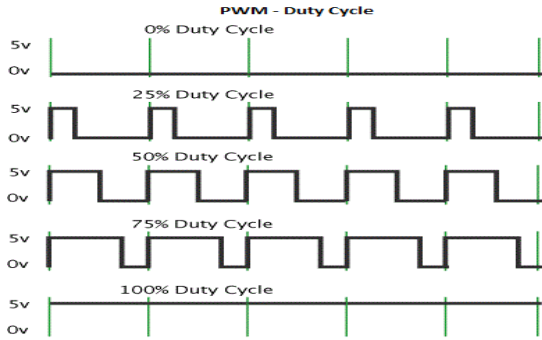 PWM - Duty Cycle
0% Duty Cycle
5v
0v
25% Duty Cycle
5v
0v
50% Duty Cycle
5v
0v
75% Duty Cycle
5v
0v
100% Duty Cycle
5v
0v